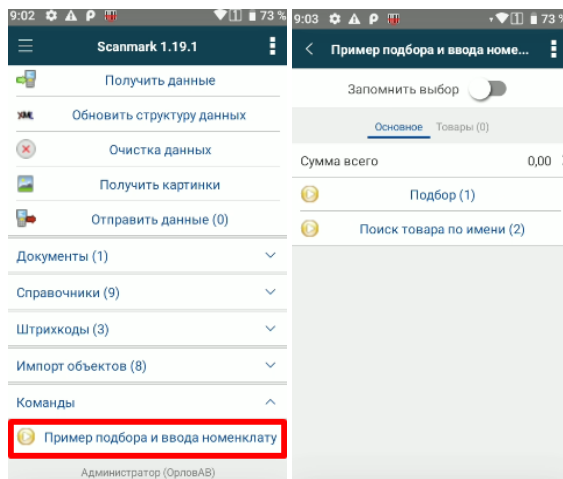 9:02 73 %
Scanmark 1.19.1
Получить данные
XML Обновить структуру данных
Очистка данных
Получить картинки
Отправить данные (0)
Документы (1)
Справочники (9)
Штрихкоды (3)
Импорт объектов (8)
Команды
Пример подбора и ввода номенклату
Администратор (ОрловАВ)
9:03 73 %
Пример подбора и ввода номе...
Запомнить выбор
Основное Товары (0)
Сумма всего 0,00
Подбор (1)
Поиск товара по имени (2)